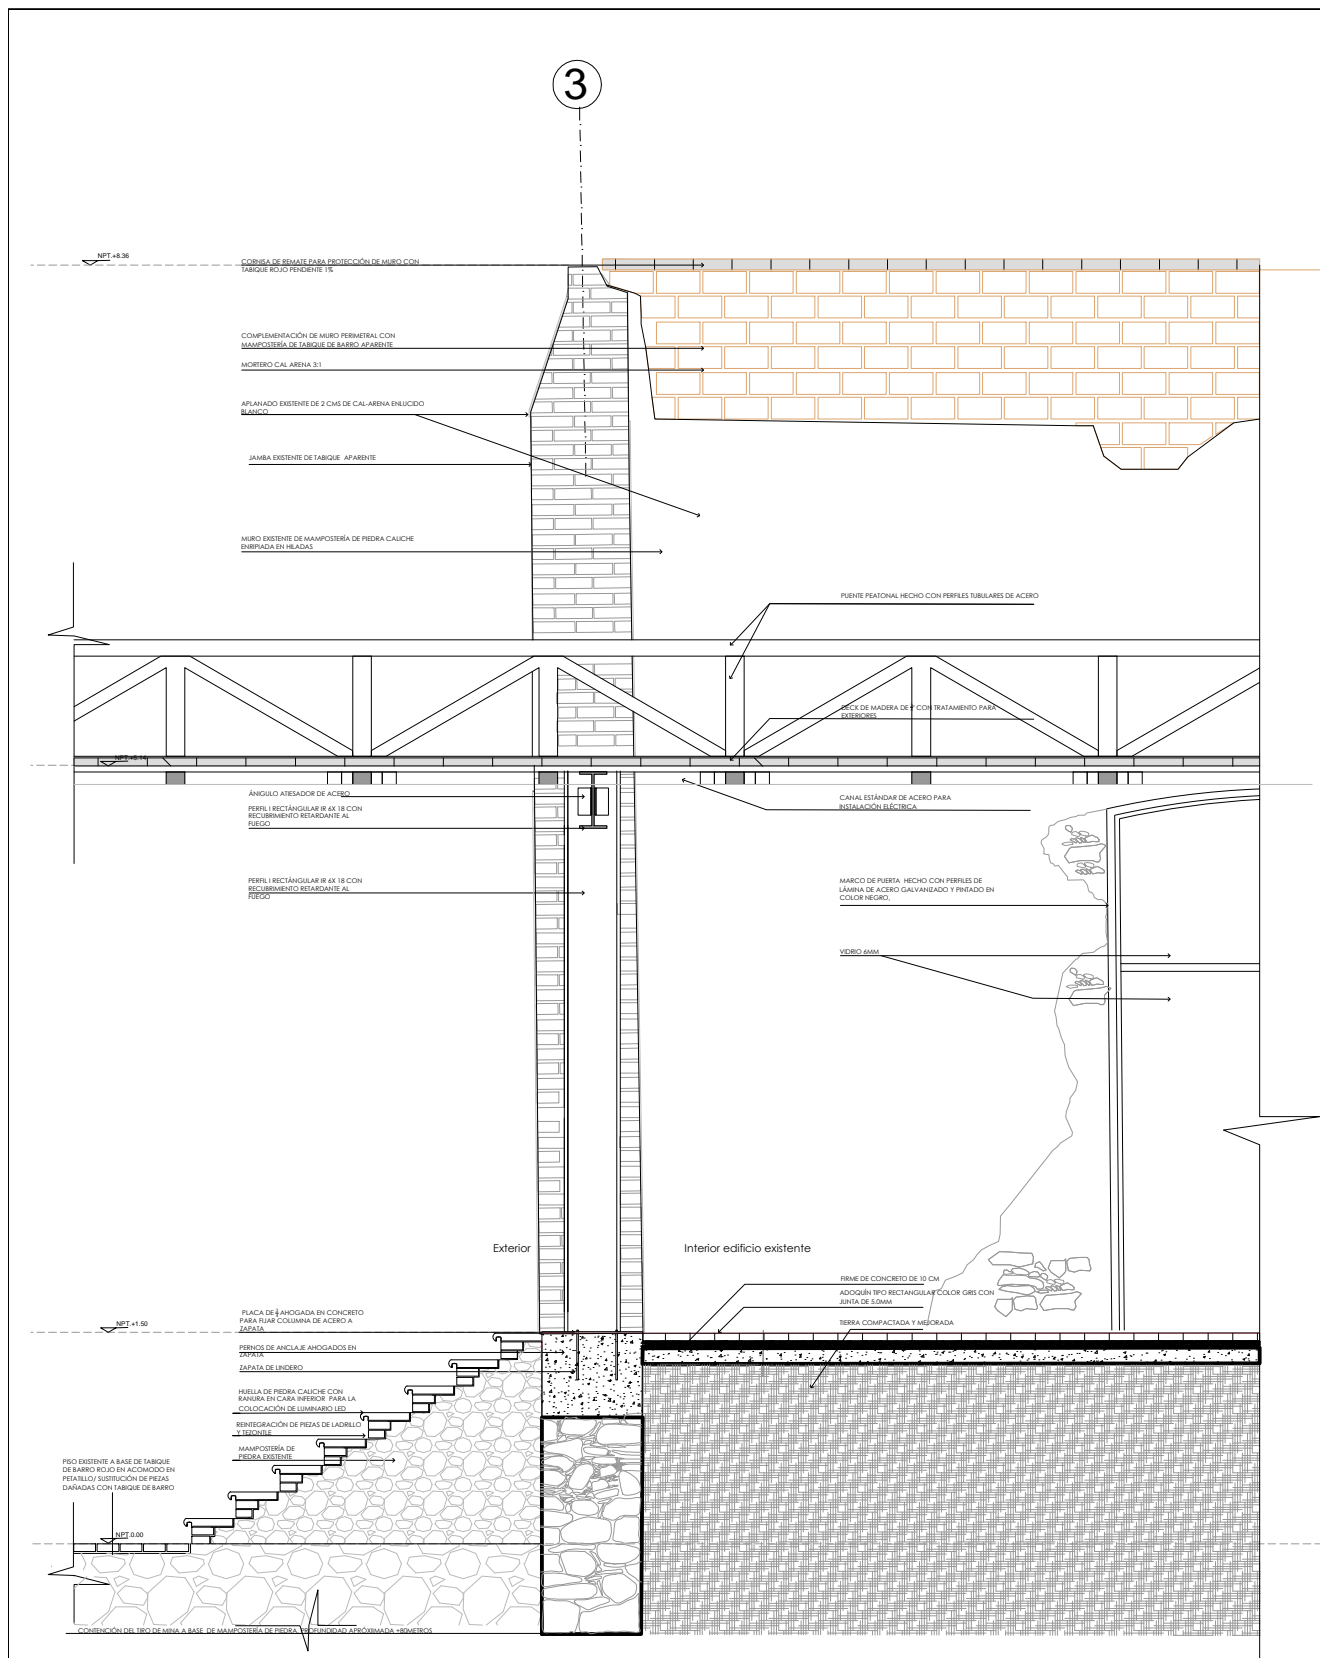 3
NPT.+8.36
CORNISA DE REMATE PARA PROTECCIÓN DE MURO CON
TABIQUE ROJO PENDIENTE 1%
COMPLEMENTACIÓN DE MURO PERIMETRAL CON
MAMPOSTERÍA DE TABIQUE DE BARRO APARENTE
MORTERO CAL ARENA 3:1
APLANADO EXISTENTE DE 2 CMS DE CAL-ARENA ENLUCIDO
BLANCO
JAMBA EXISTENTE DE TABIQUE APARENTE
MURO EXISTENTE DE MAMPOSTERÍA DE PIEDRA CALICHE
ENRIPIADA EN HILADAS
PUENTE PEATONAL HECHO CON PERFILES TUBULARES DE ACERO
DECK DE MADERA DE CON TRATAMIENTO PARA
EXTERIORES
NPT.+5.14
ÁNIGULO ATIESADOR DE ACERO
PERFIL I RECTÁNGULAR IR 6X 18 CON
RECUBRIMIENTO RETARDANTE AL
FUEGO
CANAL ESTÁNDAR DE ACERO PARA
INSTALACIÓN ELÉCTRICA
PERFIL I RECTÁNGULAR IR 6X 18 CON
RECUBRIMIENTO RETARDANTE AL
FUEGO
MARCO DE PUERTA HECHO CON PERFILES DE
LÁMINA DE ACERO GALVANIZADO Y PINTADO EN
COLOR NEGRO,
VIDRIO 6MM
Exterior
Interior edificio existente
FIRME DE CONCRETO DE 10 CM
ADOQUÍN TIPO RECTANGULAR COLOR GRIS CON
JUNTA DE 5.0MM
TIERRA COMPACTADA Y MEJORADA
NPT.+1.50
PLACA DE AHOGADA EN CONCRETO
PARA FIJAR COLUMNA DE ACERO A
ZAPATA
PERNOS DE ANCLAJE AHOGADOS EN
ZAPATA
ZAPATA DE LINDERO
HUELLA DE PIEDRA CALICHE CON
RANURA EN CARA INFERIOR PARA LA
COLOCACIÓN DE LUMINARIO LED
REINTEGRACIÓN DE PIEZAS DE LADRILLO
Y TEZONTLE
MAMPOSTERÍA DE
PIEDRA EXISTENTE
PISO EXISTENTE A BASE DE TABIQUE
DE BARRO ROJO EN ACOMODO EN
PETATILLO/ SUSTITUCIÓN DE PIEZAS
DAÑADAS CON TABIQUE DE BARRO
NPT.0.00
CONTENCIÓN DEL TIRO DE MINA A BASE DE MAMPOSTERÍA DE PIEDRA, PROFUNDIDAD APRÓXIMADA +80METROS